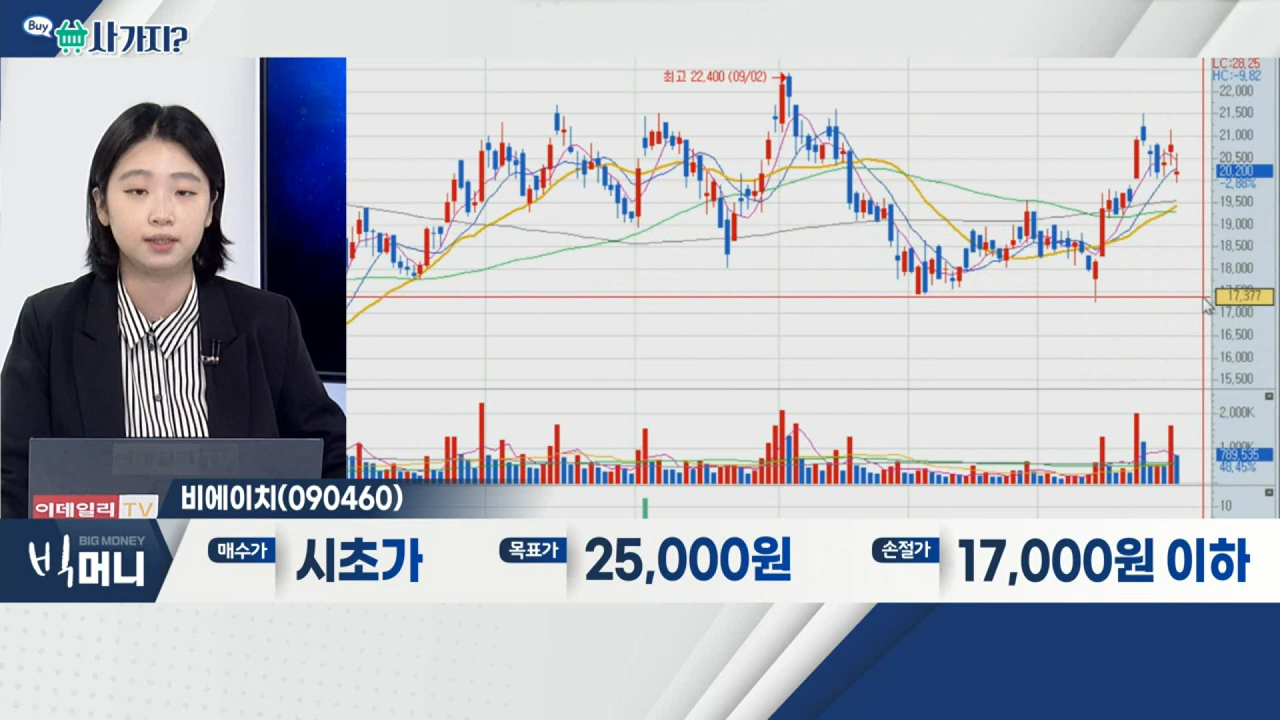 Buy
사가지?
최고 22,400 (09/02)
LC:28.25
HC:-9.82
22,000
21,500
21,000
20,500
20,200
-2.88%
19,500
19,000
18,500
18,000
17,377
17,000
16,500
16,000
15,500
2,000K
1,000K
789,535
48.45%
10
이데일리 TV
비에이치(090460)
빅머니
BIG MONEY
매수가
시초가
목표가
25,000원
손절가
17,000원 이하